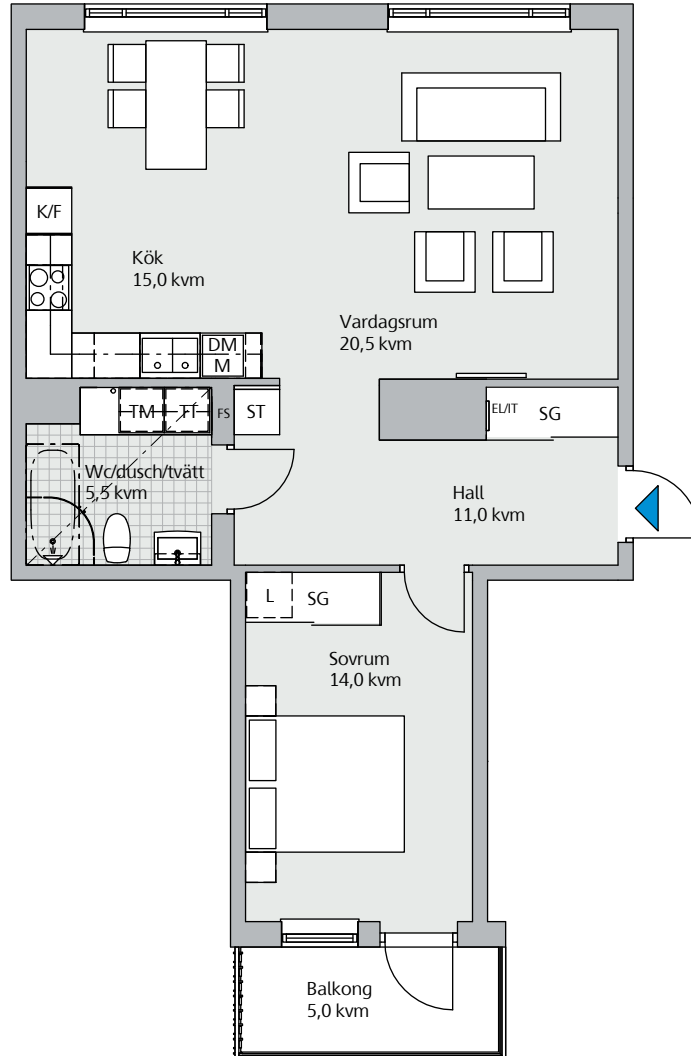 K/F
Kök
15,0 kvm
Vardagsrum
20,5 kvm
DM
M
TM
TT
FS
ST
EL/IT
SG
Wc/dusch/tvätt
5,5 kvm
Hall
11,0 kvm
L
SG
Sovrum
14,0 kvm
Balkong
5,0 kvm